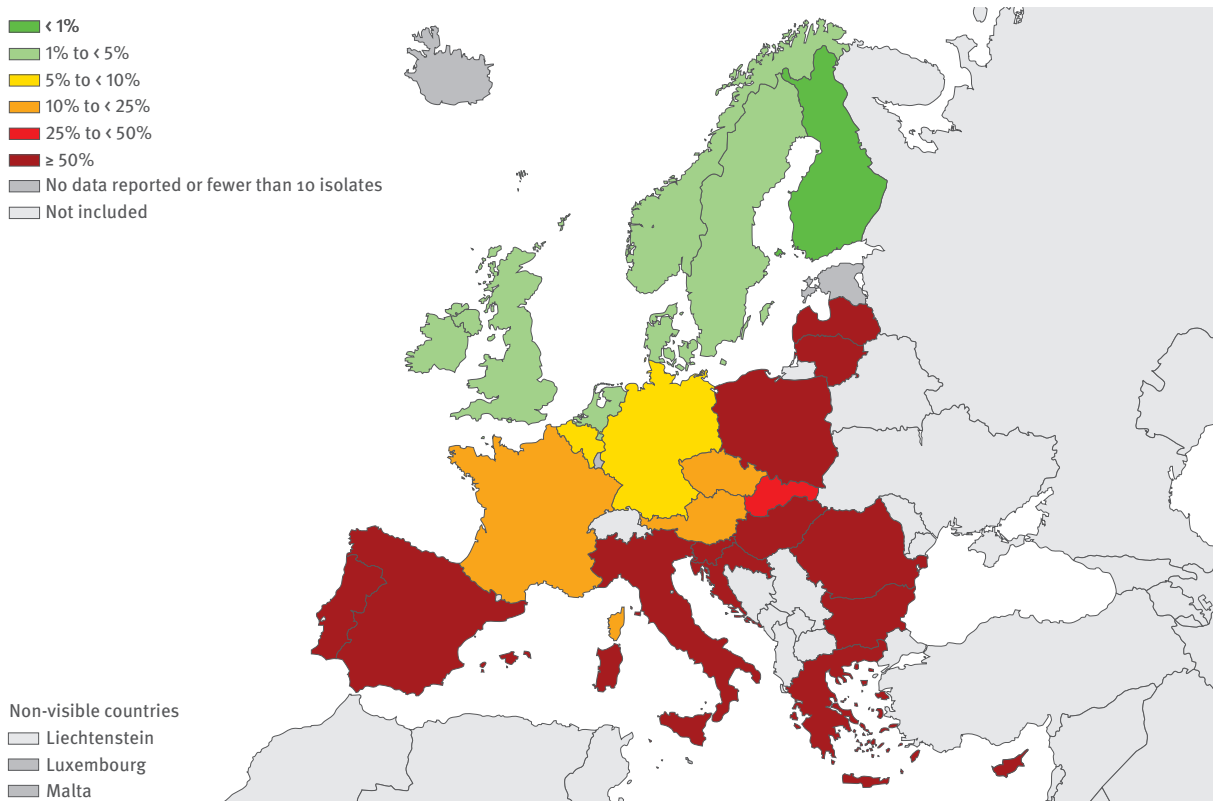 < 1%
1% to < 5%
5% to < 10%
10% to < 25%
25% to < 50%
≥ 50%
No data reported or fewer than 10 isolates
Not included
Non-visible countries
Liechtenstein
Luxembourg
Malta